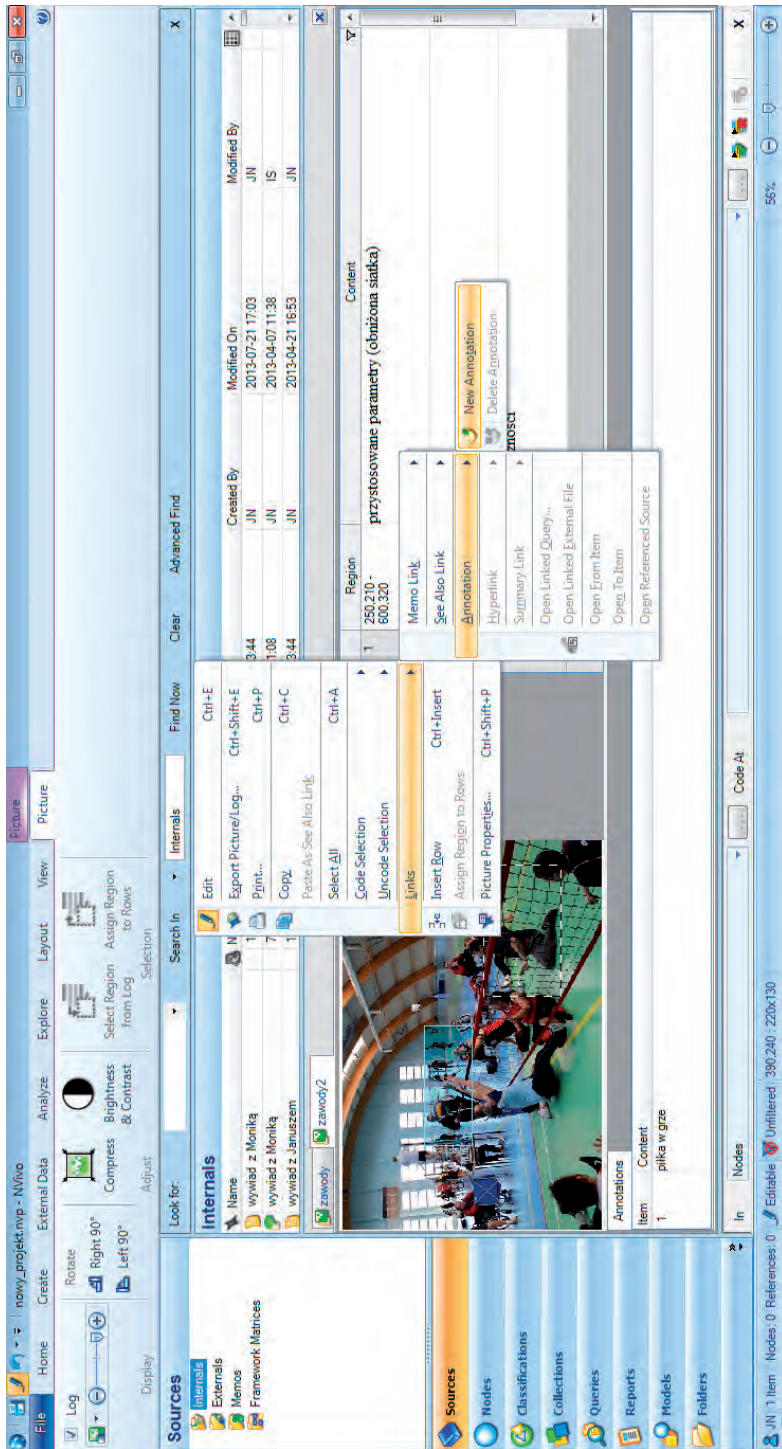 nowy_projekt.nvp - NVivo
Picture
File Home Create External Data Analyze Explore Layout View Picture
Log
Rotate
Right 90°
Left 90°
Compress
Brightness
& Contrast
Select Region
from Log
Assign Region
to Rows
Display
Adjust
Selection
Sources
Internals
Externals
Memos
Framework Matrices
Look for: Search In Internals Find Now Clear Advanced Find
Internals
Name Created By Modified On Modified By
wywiad z Moniką 3:44 JN 2013-07-21 17:03 JN
wywiad z Moniką 1:08 JN 2013-04-07 11:38 IS
wywiad z Januszem 3:44 JN 2013-04-21 16:53 JN
zawody zawody2
Region Content
1 250,210 - przystosowane parametry (obniżona siatka)
600,320
zności
Edit Ctrl+E
Export Picture/Log... Ctrl+Shift+E
Print... Ctrl+P
Copy Ctrl+C
Paste As See Also Link
Select All Ctrl+A
Code Selection
Uncode Selection
Links
Insert Row Ctrl+Insert
Assign Region to Rows
Picture Properties... Ctrl+Shift+P
Memo Link
See Also Link
Annotation
Hyperlink
Summary Link
Open Linked Query...
Open Linked External File
Open From Item
Open To Item
Open Referenced Source
New Annotation
Delete Annotation
Annotations
Item Content
1 piłka w grze
Sources
Nodes
Classifications
Collections
Queries
Reports
Models
Folders
In Nodes Code At
JN 1 Item Nodes: 0 References: 0 Editable Unfiltered 390,240 : 220x130 56%